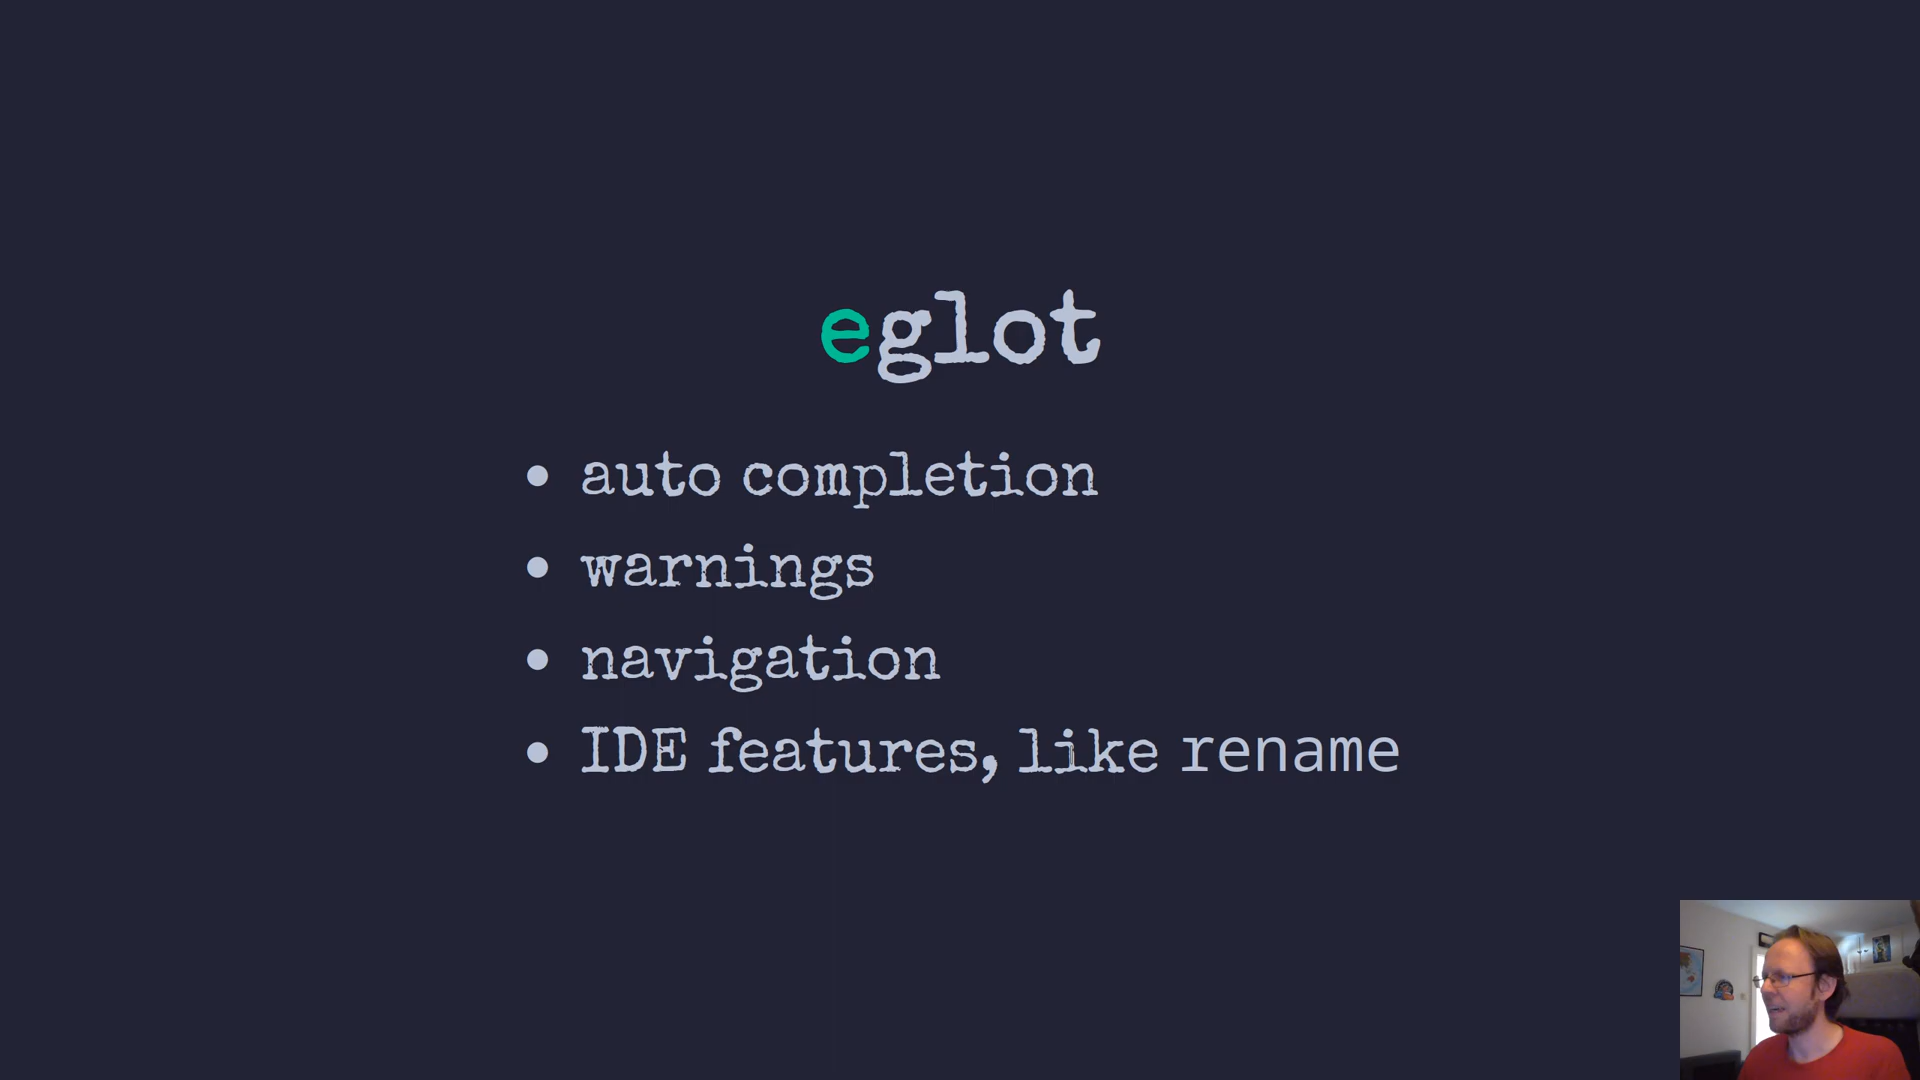 eglot
auto completion
warnings
navigation
IDE features, like rename